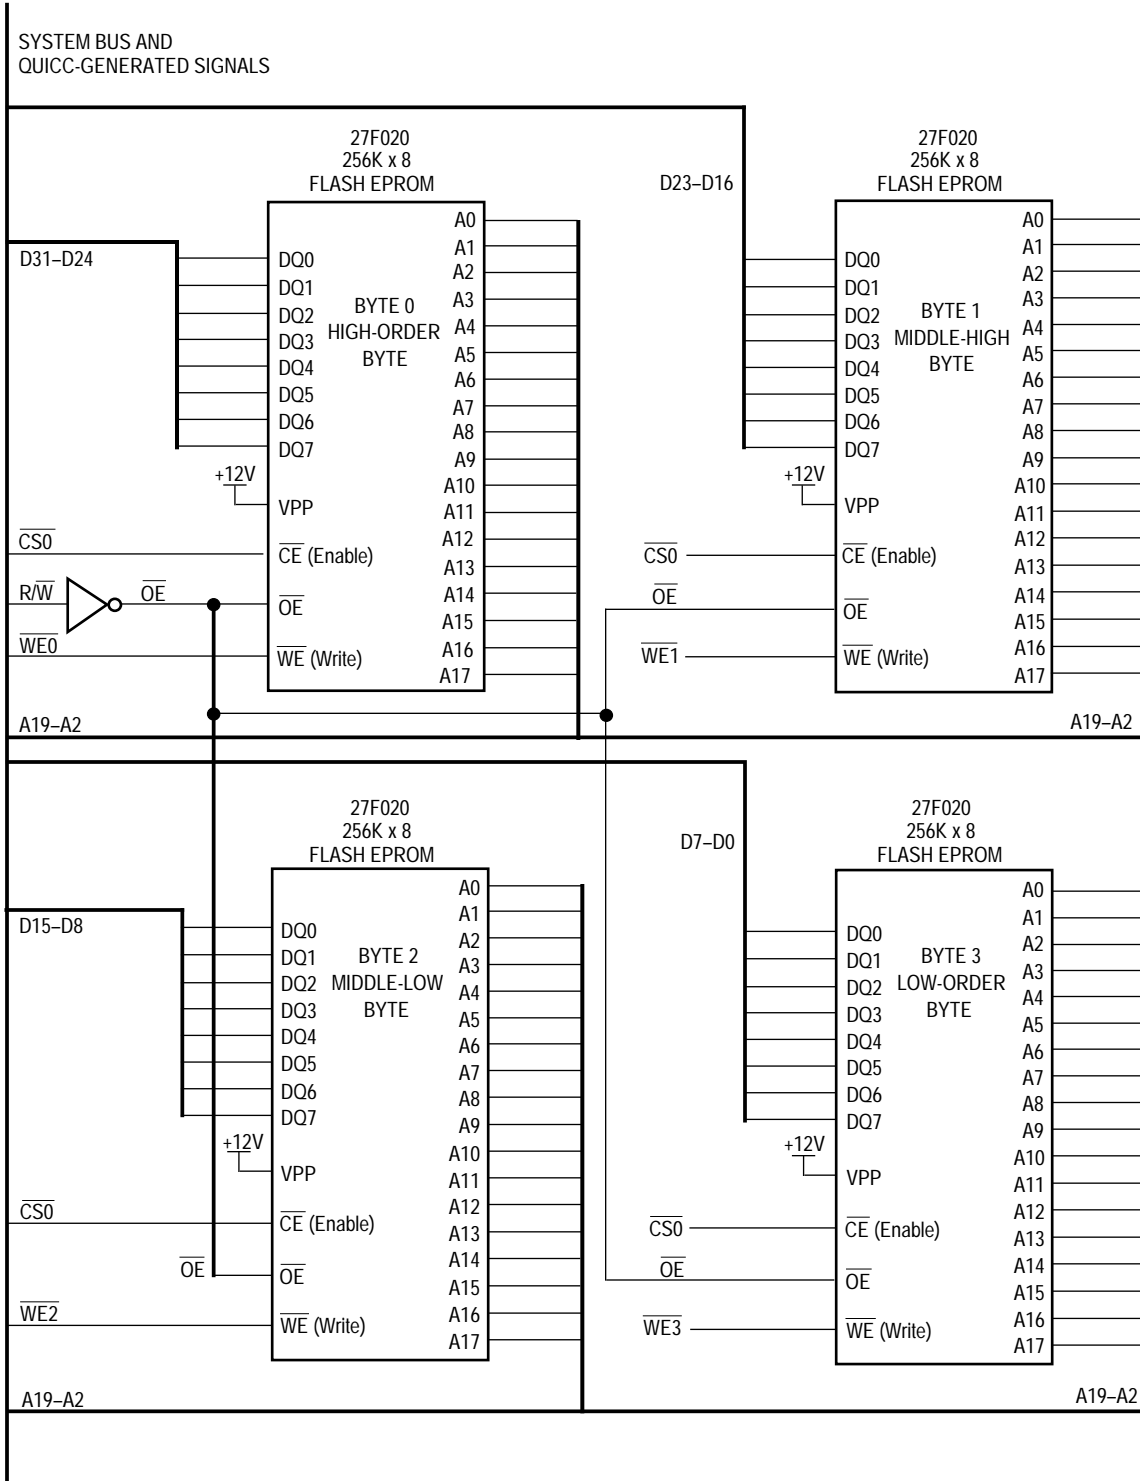 SYSTEM BUS AND
QUICC-GENERATED SIGNALS
27F020
256K x 8
FLASH EPROM
D31–D24
DQ0
DQ1
DQ2
DQ3
DQ4
DQ5
DQ6
DQ7
BYTE 0
HIGH-ORDER
BYTE
+12V
VPP
CS0
CE (Enable)
R/W
OE
OE
WE0
WE (Write)
A0
A1
A2
A3
A4
A5
A6
A7
A8
A9
A10
A11
A12
A13
A14
A15
A16
A17
A19–A2
27F020
256K x 8
FLASH EPROM
D23–D16
DQ0
DQ1
DQ2
DQ3
DQ4
DQ5
DQ6
DQ7
BYTE 1
MIDDLE-HIGH
BYTE
+12V
VPP
CS0
CE (Enable)
OE
OE
WE1
WE (Write)
A0
A1
A2
A3
A4
A5
A6
A7
A8
A9
A10
A11
A12
A13
A14
A15
A16
A17
A19–A2
27F020
256K x 8
FLASH EPROM
D15–D8
DQ0
DQ1
DQ2
DQ3
DQ4
DQ5
DQ6
DQ7
BYTE 2
MIDDLE-LOW
BYTE
+12V
VPP
CS0
CE (Enable)
OE
OE
WE2
WE (Write)
A0
A1
A2
A3
A4
A5
A6
A7
A8
A9
A10
A11
A12
A13
A14
A15
A16
A17
A19–A2
27F020
256K x 8
FLASH EPROM
D7–D0
DQ0
DQ1
DQ2
DQ3
DQ4
DQ5
DQ6
DQ7
BYTE 3
LOW-ORDER
BYTE
+12V
VPP
CS0
CE (Enable)
OE
OE
WE3
WE (Write)
A0
A1
A2
A3
A4
A5
A6
A7
A8
A9
A10
A11
A12
A13
A14
A15
A16
A17
A19–A2